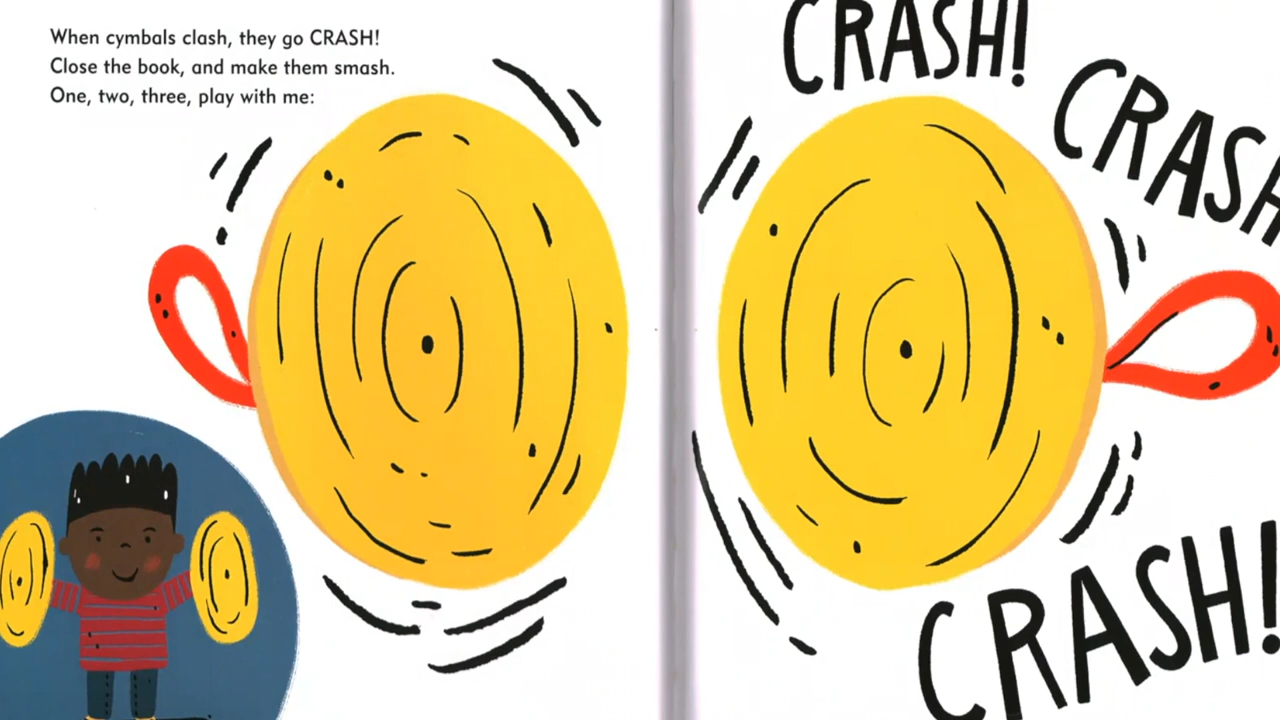 When cymbals clash, they go CRASH!
Close the book, and make them smash.
One, two, three, play with me:
CRASH!
CRASH
CRASH!